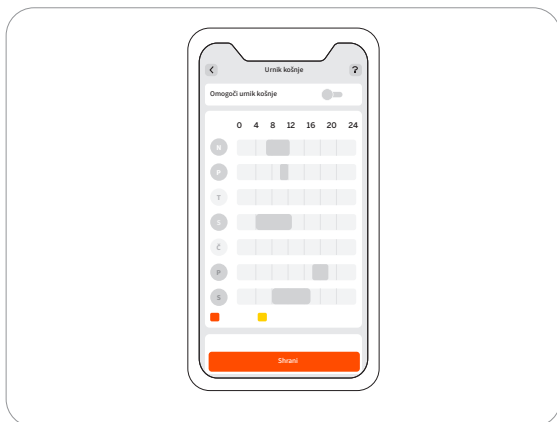 Urnik košnje ?
Omogoči urnik košnje
0 4 8 12 16 20 24
N
P
T
S
Č
P
S
Shrani